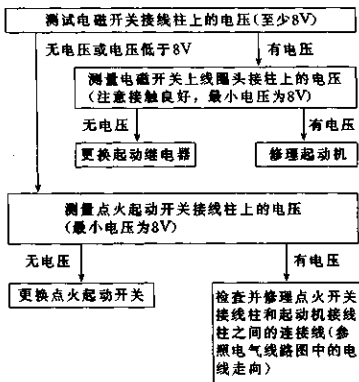 测试电磁开关接线柱上的电压(至少8V)
无电压或电压低于8V
有电压
测量电磁开关上线圈头接柱上的电压
(注意接触良好，最小电压为8V)
无电压
有电压
更换起动继电器
修理起动机
测量点火起动开关接线柱上的电压
(最小电压为8V)
无电压
有电压
更换点火起动开关
检查并修理点火开关
接线柱和起动机接线
柱之间的连接线(参
照电气线路图中的电
线走向)